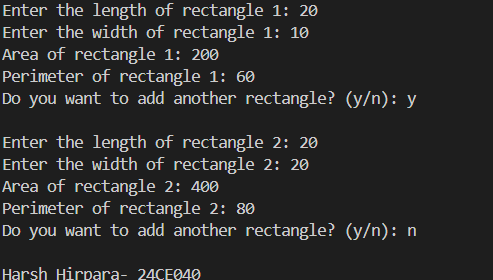 Enter the length of rectangle 1: 20
Enter the width of rectangle 1: 10
Area of rectangle 1: 200
Perimeter of rectangle 1: 60
Do you want to add another rectangle? (y/n): y
Enter the length of rectangle 2: 20
Enter the width of rectangle 2: 20
Area of rectangle 2: 400
Perimeter of rectangle 2: 80
Do you want to add another rectangle? (y/n): n
Harsh Hirpara- 24CE040